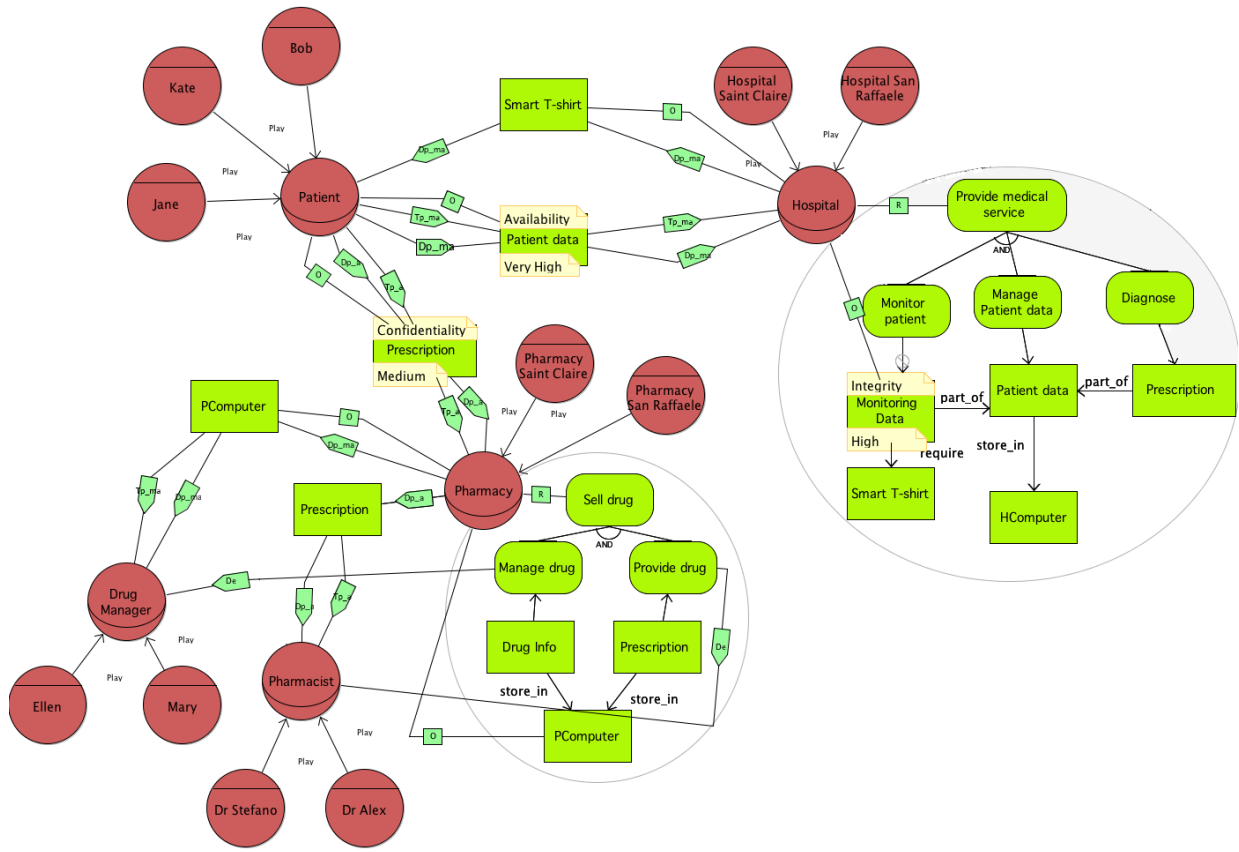 Bob
Kate
Play
Play
Jane
Play
Patient
Smart T-shirt
Dp_ma
O
Dp_ma
Hospital
Saint Claire
Hospital San
Raffaele
Play
Play
Hospital
R
Provide medical
service
AND
O
Tp_ma
Dp_ma
Availability
Patient data
Very High
Tp_ma
Dp_ma
O
Dp_a
Tp_a
Confidentiality
Prescription
Medium
Tp_a
Dp_a
Monitor
patient
Manage
Patient data
Diagnose
O
Integrity
Monitoring
Data
High
part_of
Patient data
part_of
Prescription
require
store_in
Smart T-shirt
HComputer
Pharmacy
Saint Claire
Pharmacy
San Raffaele
Play
Play
PComputer
O
Dp_ma
Tp_ma
Dp_ma
Prescription
Dp_a
Pharmacy
R
Sell drug
AND
Manage drug
Provide drug
De
De
Drug
Manager
Dp_a
Tp_a
Drug Info
Prescription
store_in
store_in
PComputer
O
Play
Play
Ellen
Mary
Pharmacist
Play
Play
Dr Stefano
Dr Alex